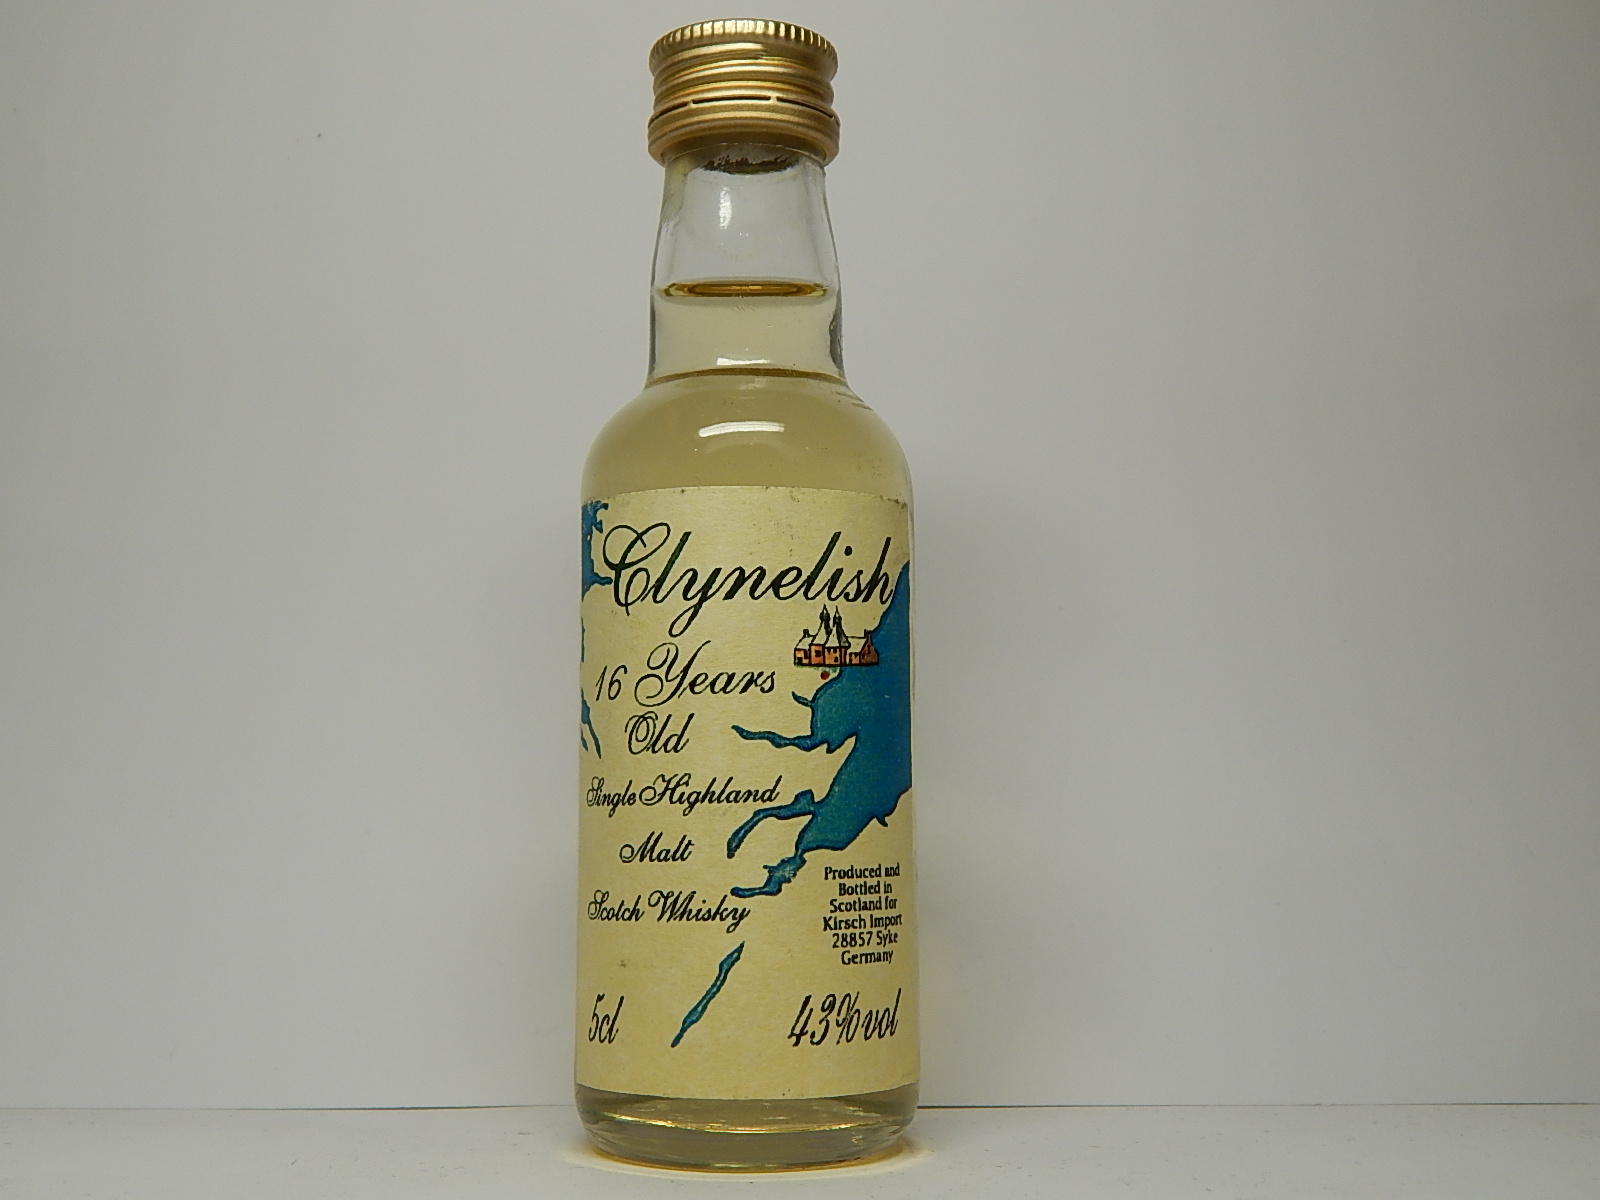 Clynelish
16 Years
Old
Single Highland
Malt
Scotch Whisky
Produced and
Bottled in
Scotland for
Kirsch Import
28857 Syke
Germany
5cl
43%vol